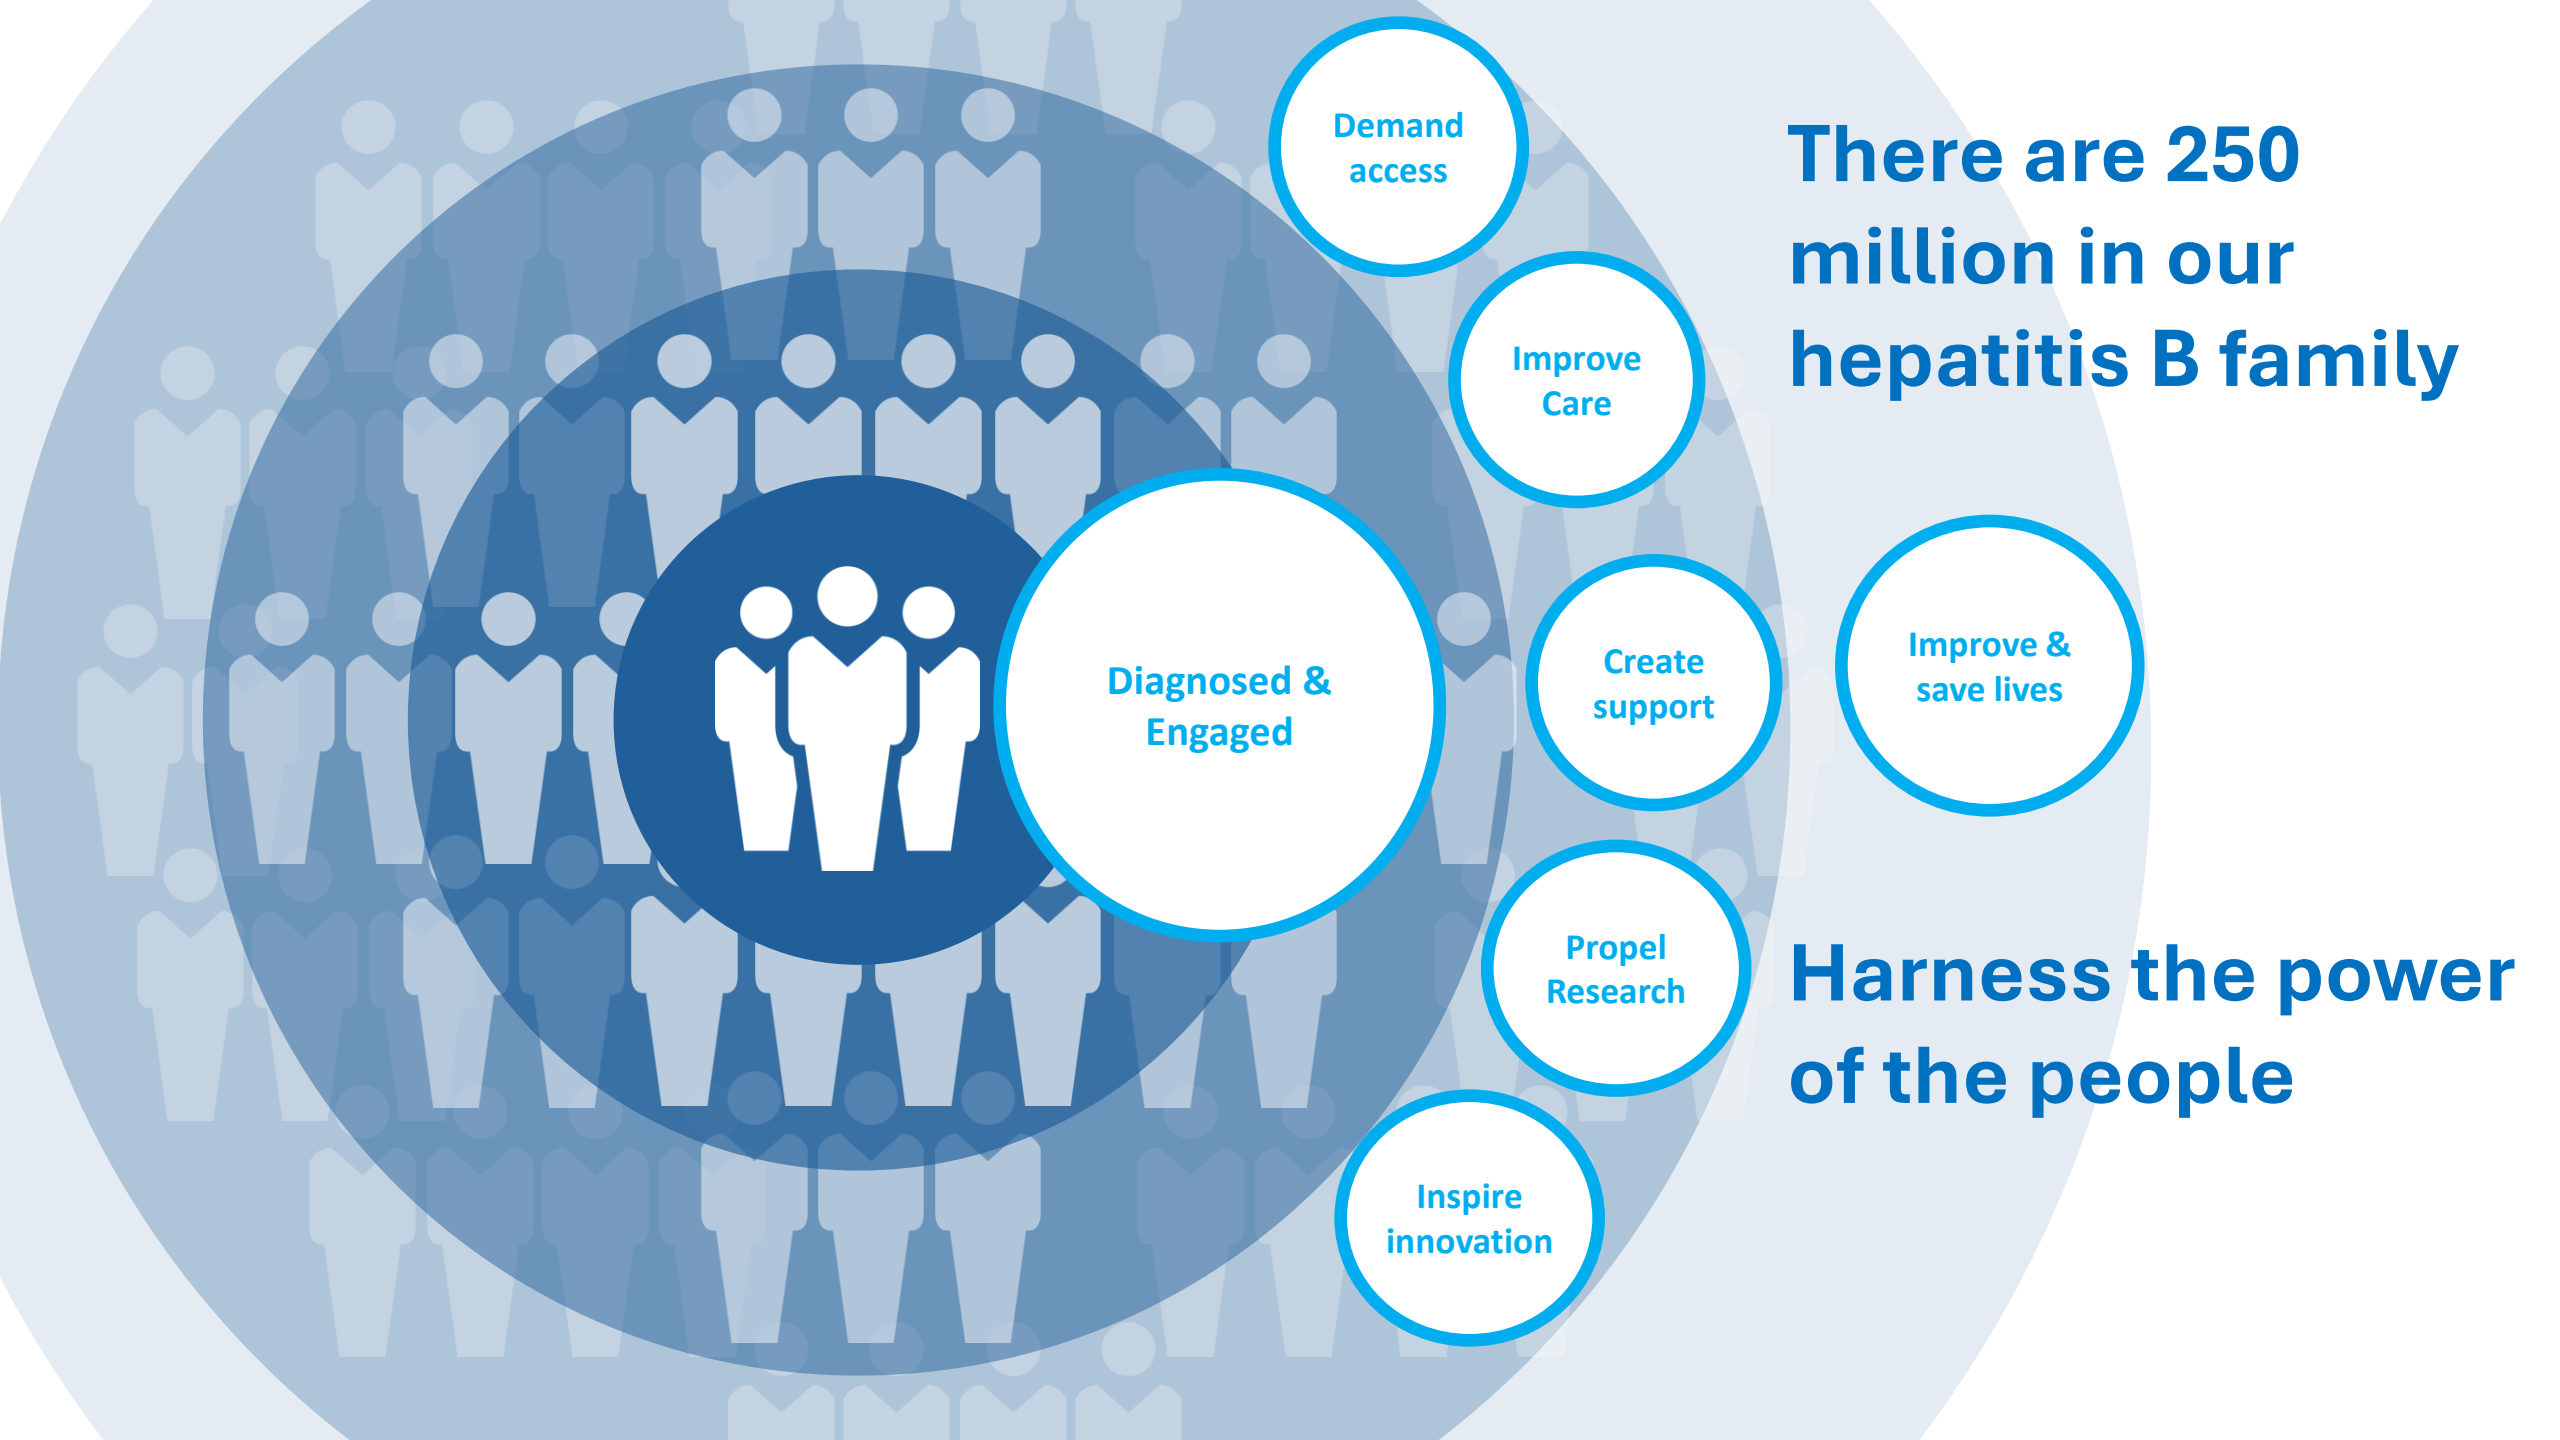 There are 250
million in our
hepatitis B family
Demand
access
Improve
Care
Diagnosed &
Engaged
Create
support
Improve &
save lives
Propel
Research
Inspire
innovation
Harness the power
of the people